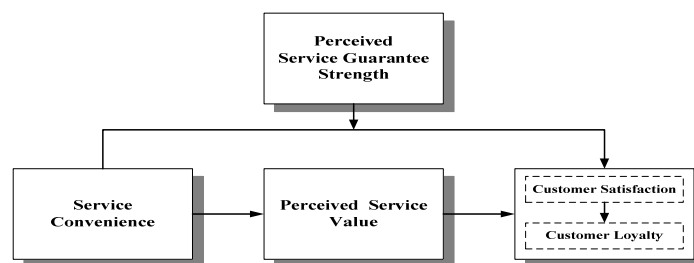 Perceived
Service Guarantee
Strength
Service
Convenience
Perceived Service
Value
Customer Satisfaction
Customer Loyalty